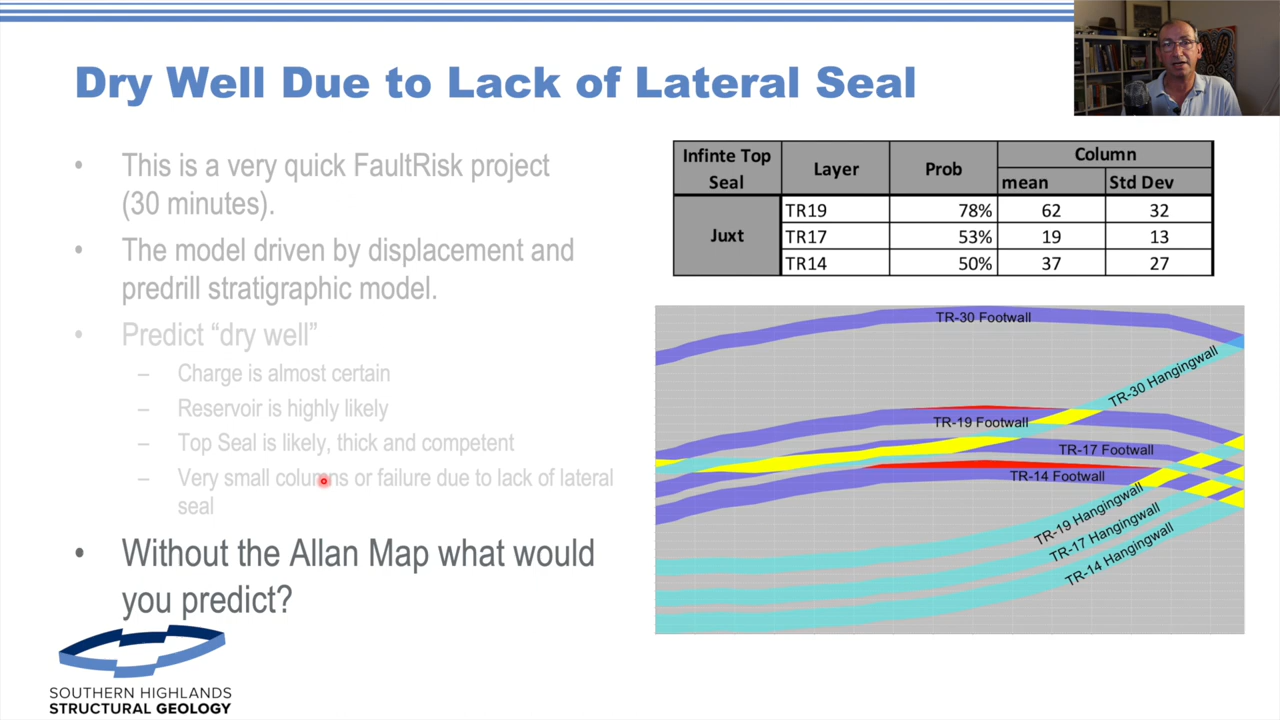 Dry Well Due to Lack of Lateral Seal
• This is a very quick FaultRisk project
(30 minutes).
• The model driven by displacement and
predrill stratigraphic model.
• Predict “dry well”
– Charge is almost certain
– Reservoir is highly likely
– Top Seal is likely, thick and competent
– Very small columns or failure due to lack of lateral
seal
• Without the Allan Map what would
you predict?
SOUTHERN HIGHLANDS
STRUCTURAL GEOLOGY
Infinte Top
Seal
Layer
Prob
Column
mean
Std Dev
Juxt
TR19 78% 62 32
TR17 53% 19 13
TR14 50% 37 27
TR-30 Footwall
TR-30 Hangingwall
TR-19 Footwall
TR-17 Footwall
TR-14 Footwall
TR-19 Hangingwall
TR-17 Hangingwall
TR-14 Hangingwall